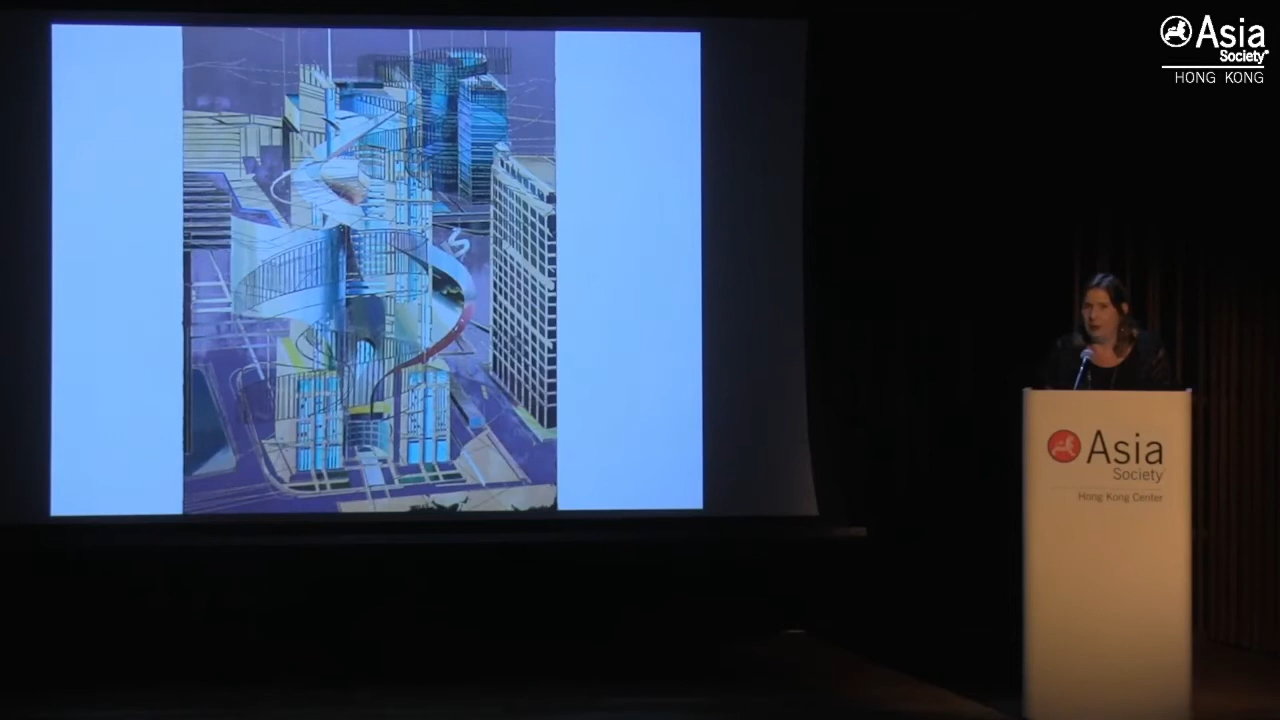 Asia
Society
HONG KONG
S
Asia
Society
Hong Kong Center